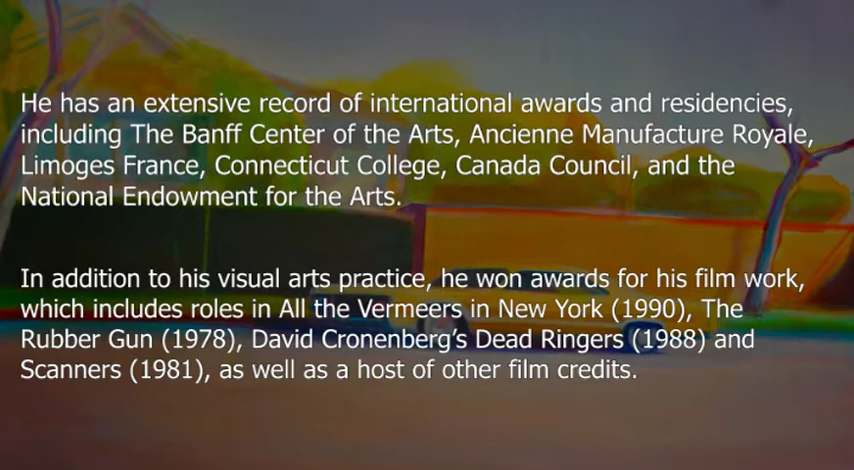 He has an extensive record of international awards and residencies,
including The Banff Center of the Arts, Ancienne Manufacture Royale,
Limoges France, Connecticut College, Canada Council, and the
National Endowment for the Arts.
In addition to his visual arts practice, he won awards for his film work,
which includes roles in All the Vermeers in New York (1990), The
Rubber Gun (1978), David Cronenberg’s Dead Ringers (1988) and
Scanners (1981), as well as a host of other film credits.